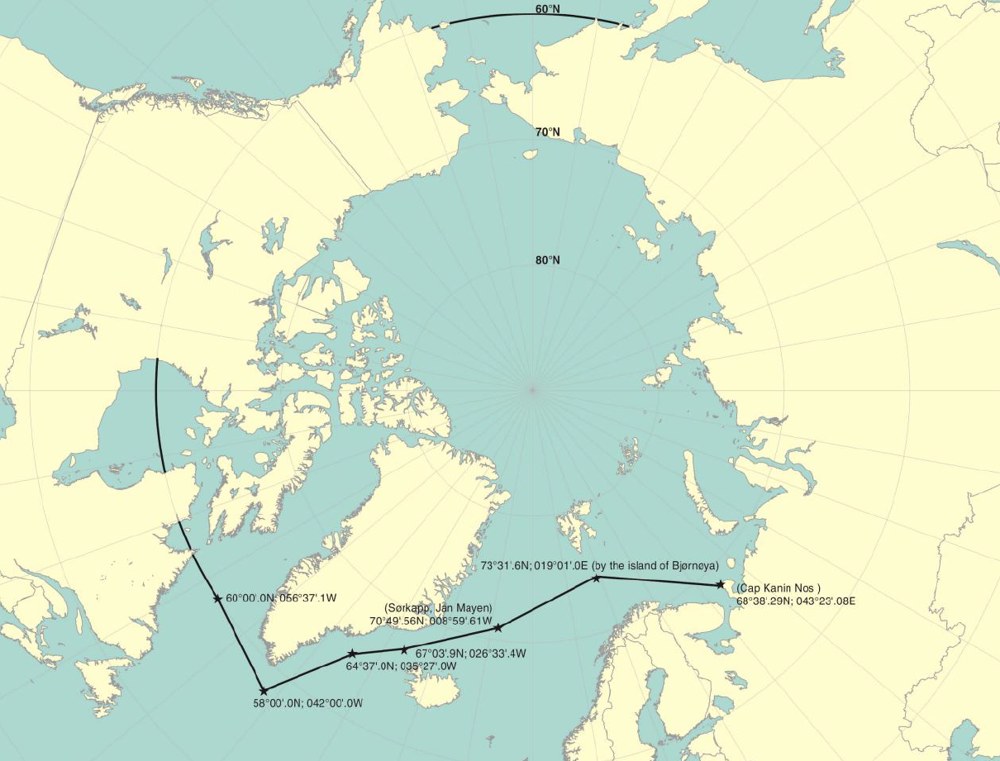 60°N
70°N
80°N
73°31'.6N; 019°01'.0E (by the island of Bjørnøya)
(Cap Kanin Nos )
68°38'.29N; 043°23'.08E
60°00'.0N; 056°37'.1W
(Sørkapp, Jan Mayen)
70°49'.56N; 008°59'.61W
67°03'.9N; 026°33'.4W
64°37'.0N; 035°27'.0W
58°00'.0N; 042°00'.0W